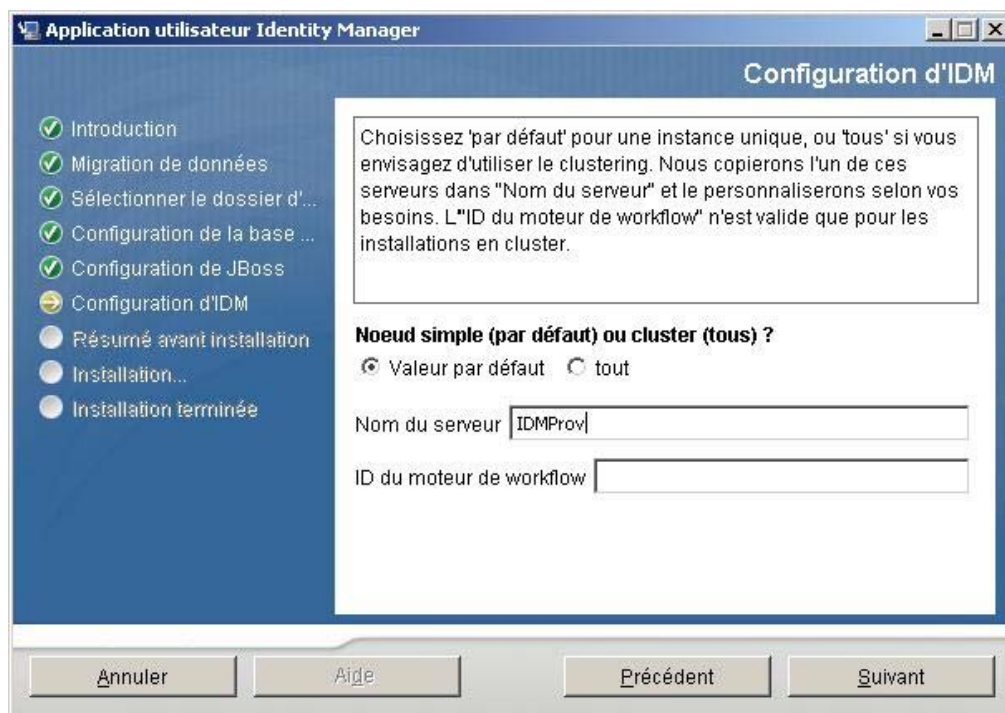 Application utilisateur Identity Manager
Configuration d'IDM
Introduction
Migration de données
Sélectionner le dossier d'...
Configuration de la base ...
Configuration de JBoss
Configuration d'IDM
Résumé avant installation
Installation...
Installation terminée
Choisissez 'par défaut' pour une instance unique, ou 'tous' si vous
envisagez d'utiliser le clustering. Nous copierons l'un de ces
serveurs dans "Nom du serveur" et le personnaliserons selon vos
besoins. L'"ID du moteur de workflow" n'est valide que pour les
installations en cluster.
Noeud simple (par défaut) ou cluster (tous) ?
Valeur par défaut tout
Nom du serveur IDMProv
ID du moteur de workflow
Annuler Aide Précédent Suivant